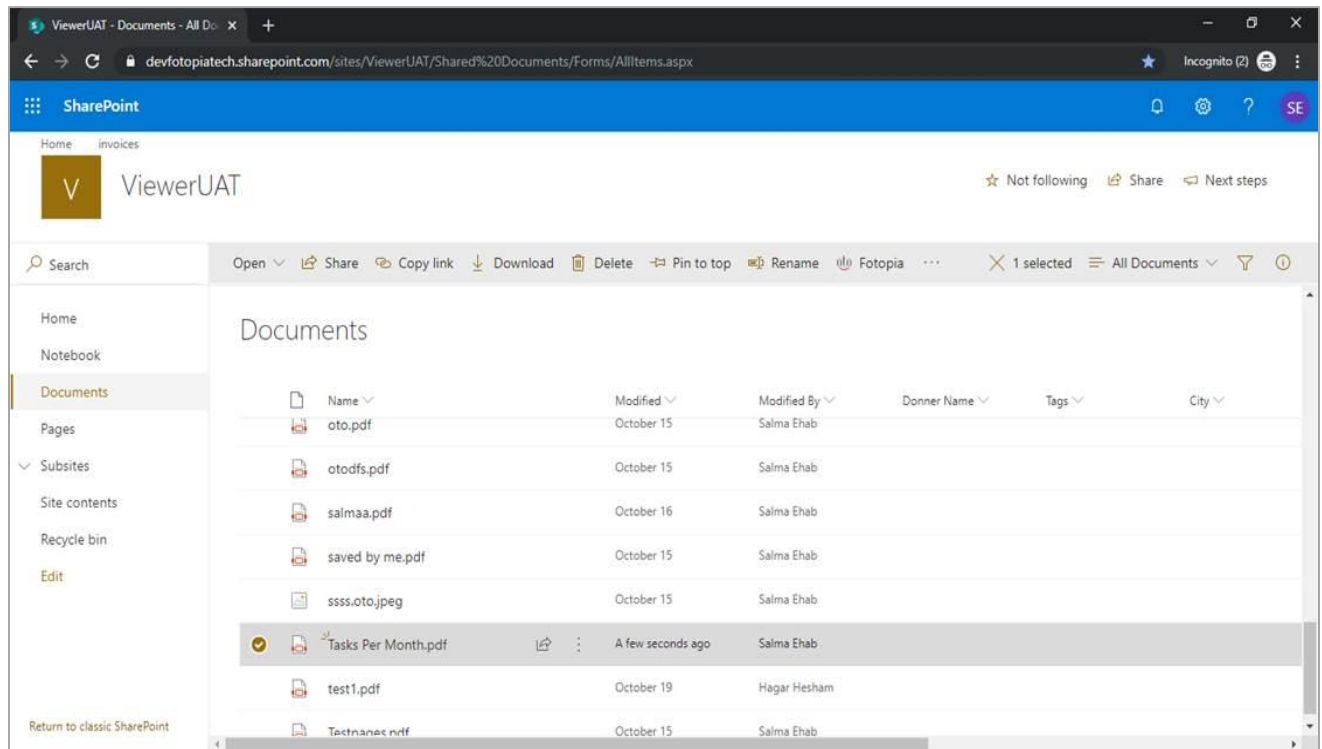 S ViewerUAT - Documents - All Do
devfotopiatech.sharepoint.com/sites/ViewerUAT/Shared%20Documents/Forms/AllItems.aspx Incognito (2)
SharePoint ? SE
Home invoices
V ViewerUAT Not following Share Next steps
Search Open Share Copy link Download Delete Pin to top Rename oto Fotopia ... 1 selected All Documents
Home
Documents
Notebook
Documents
Name Modified Modified By Donner Name Tags City
Pages
oto.pdf October 15 Salma Ehab
Subsites
otodfs.pdf October 15 Salma Ehab
Site contents
salmaa.pdf October 16 Salma Ehab
Recycle bin
saved by me.pdf October 15 Salma Ehab
Edit
ssss.oto.jpeg October 15 Salma Ehab
Tasks Per Month.pdf A few seconds ago Salma Ehab
test1.pdf October 19 Hagar Hesham
Return to classic SharePoint
Testpages.pdf October 15 Salma Ehab